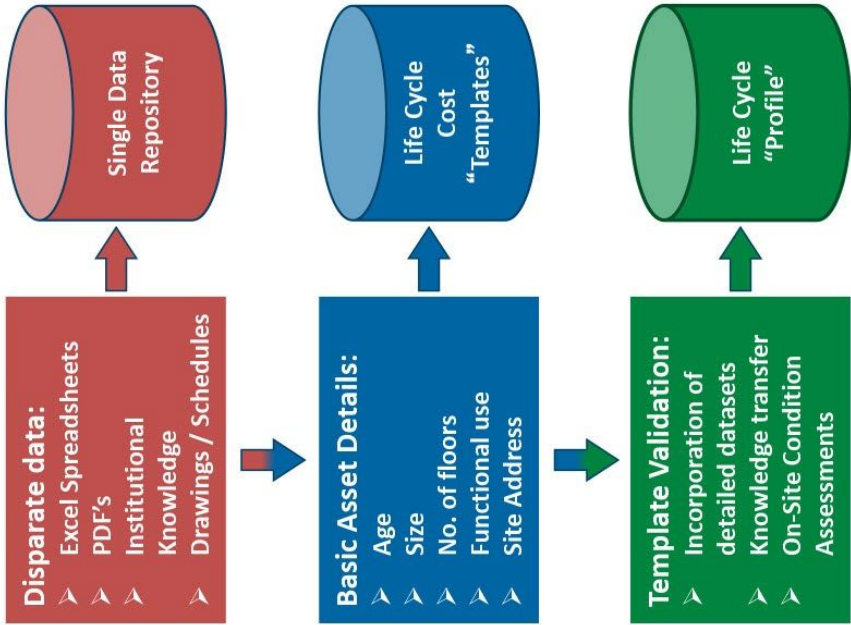 Disparate data:
➢ Excel Spreadsheets
➢ PDF's
➢ Institutional
Knowledge
➢ Drawings / Schedules
Single Data
Repository
Basic Asset Details:
➢ Age
➢ Size
➢ No. of floors
➢ Functional use
➢ Site Address
Life Cycle
Cost
“Templates”
Template Validation:
➢ Incorporation of
detailed datasets
➢ Knowledge transfer
➢ On-Site Condition
Assessments
Life Cycle
“Profile”